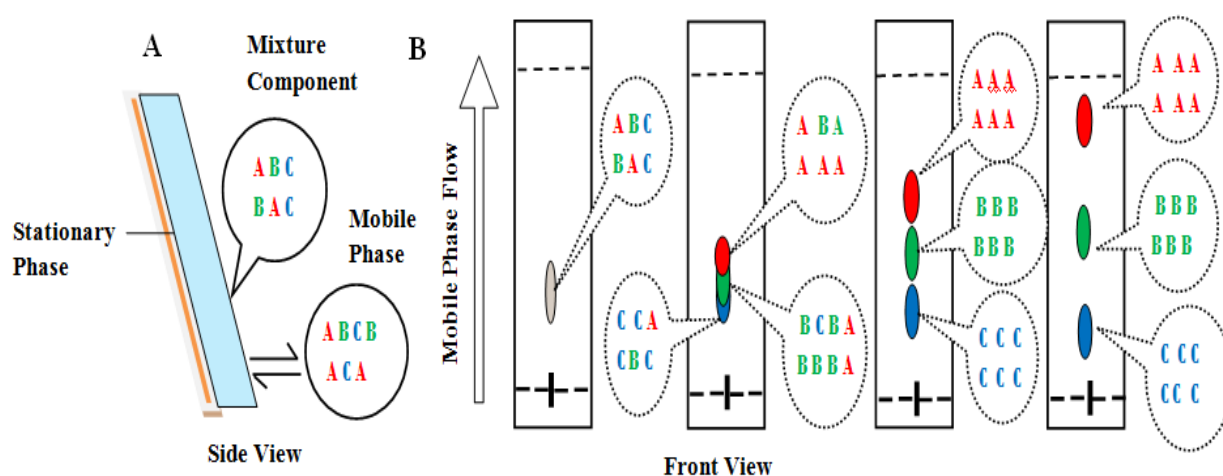 A
Mixture
Component
A B C
B A C
Stationary
Phase
Mobile
Phase
A B C B
A C A
Side View
B
Mobile Phase Flow
A B C
B A C
A B A
A A A
C C A
C B C
B C B A
B B B A
A A A
A A A
B B B
B B B
C C C
C C C
A A A
A A A
B B B
B B B
C C C
C C C
Front View